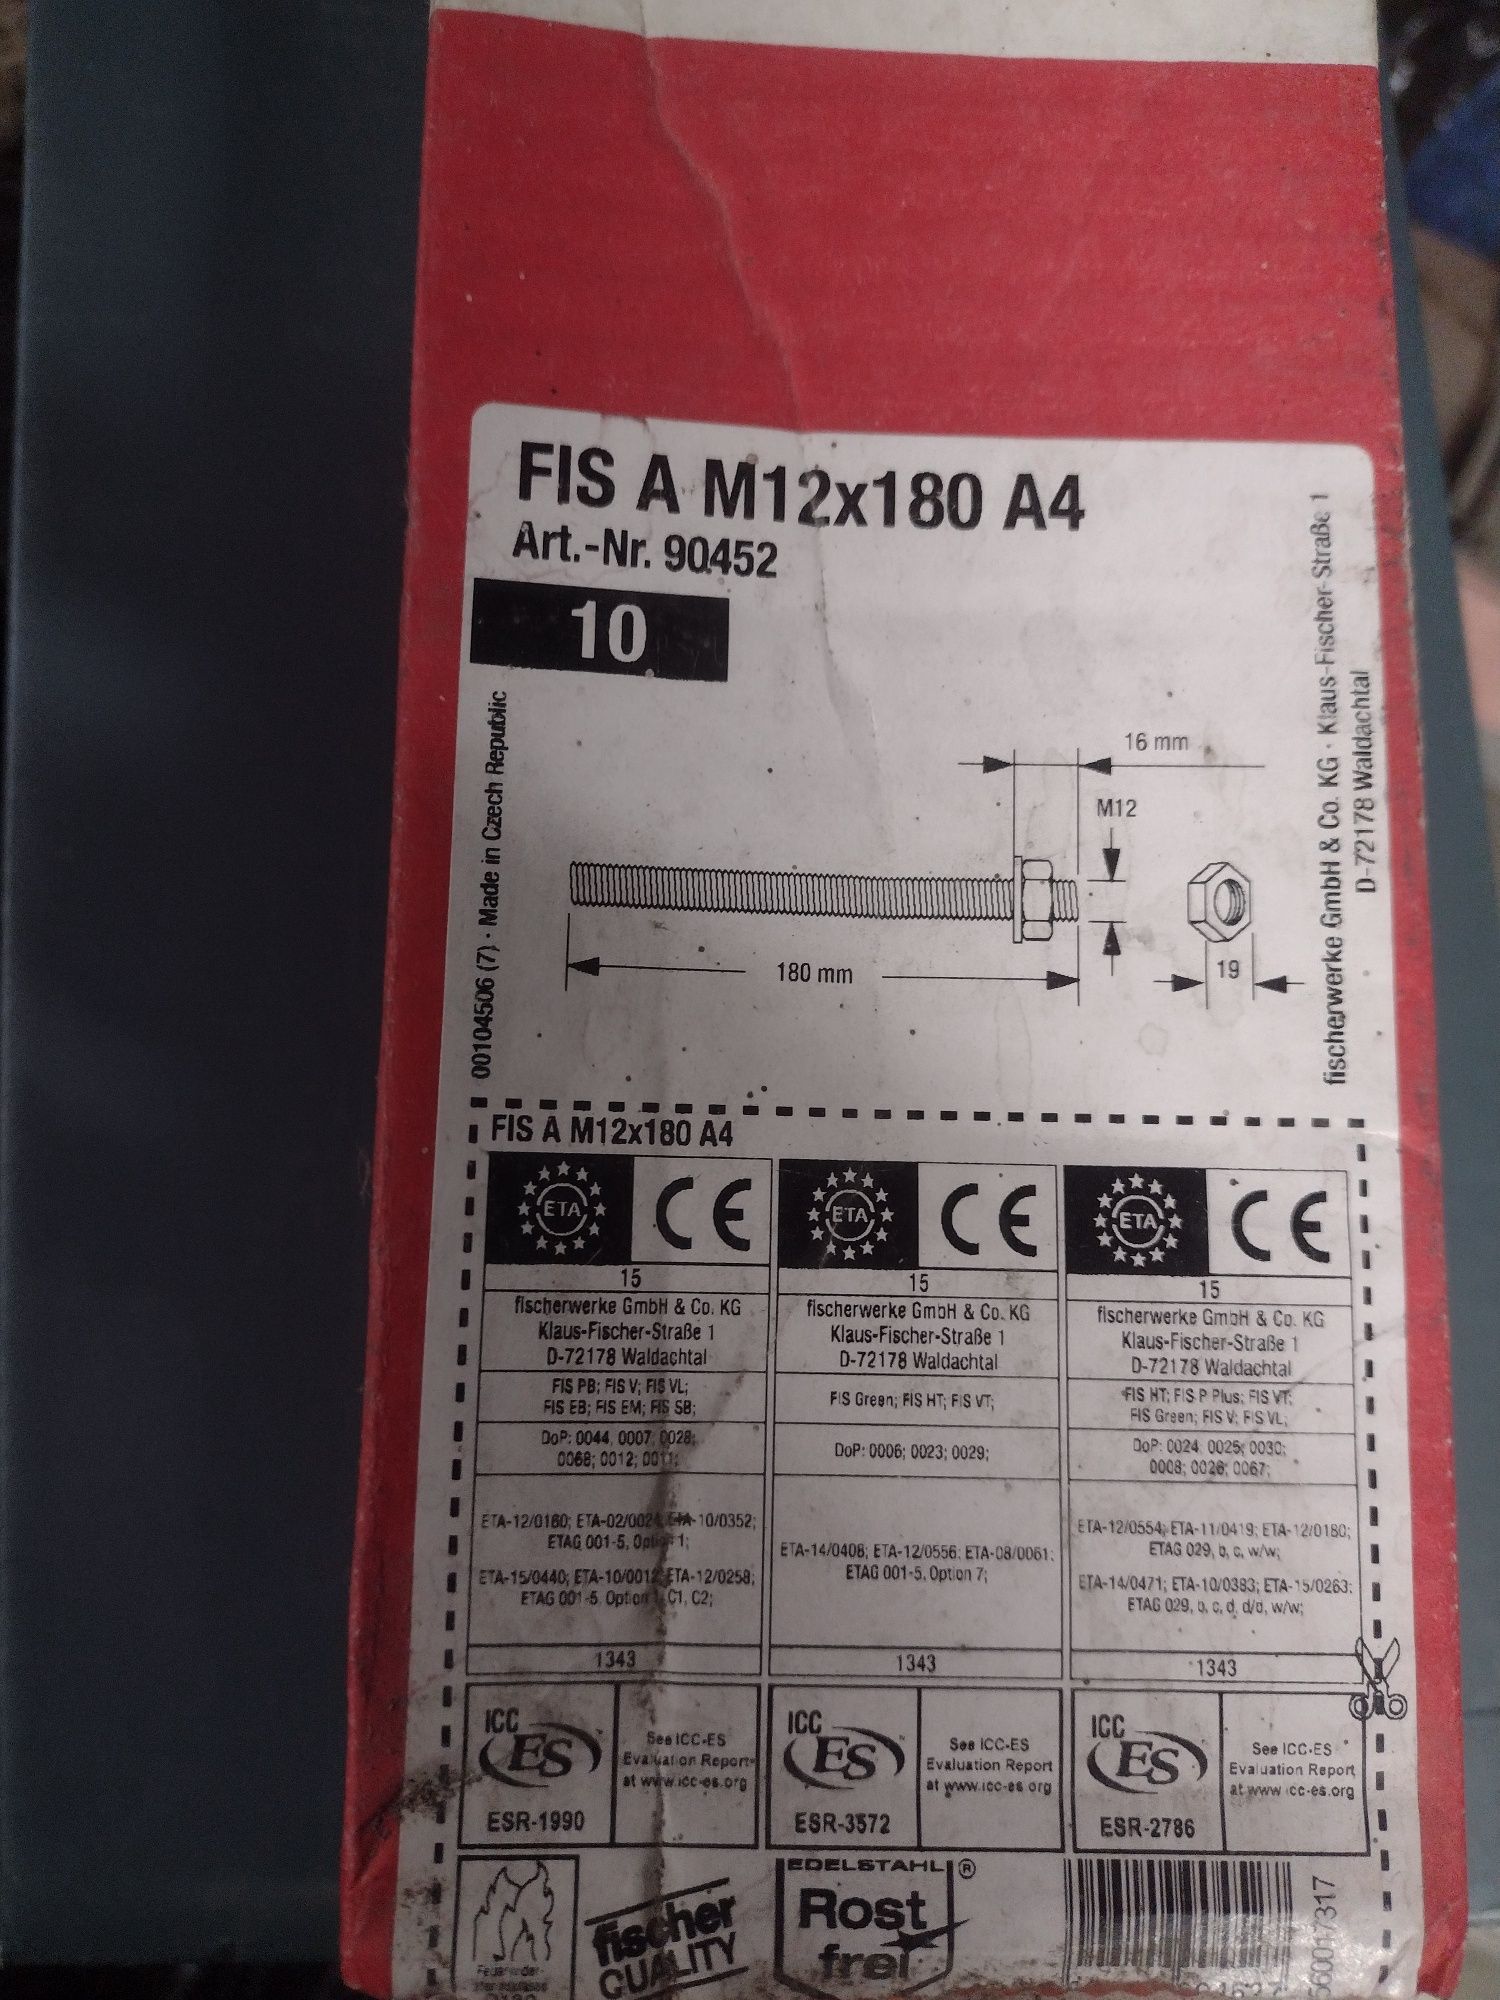 FIS A M12x180 A4
Art.-Nr. 90452
10
00104506 (7) · Made in Czech Republic
fischerwerke GmbH & Co. KG · Klaus-Fischer-Straße 1
D-72178 Waldachtal
16 mm
M12
180 mm
19
FIS A M12x180 A4
ETA CE
15
fischerwerke GmbH & Co. KG
Klaus-Fischer-Straße 1
D-72178 Waldachtal
FIS PB; FIS V; FIS VL;
FIS EB; FIS EM; FIS SB;
DoP: 0044, 0007; 0028;
0068; 0012; 0011;
ETA-12/0160; ETA-02/0024; ETA-10/0352;
ETAG 001-5, Option 1;
ETA-15/0440; ETA-10/0012; ETA-12/0258;
ETAG 001-5, Option 1, C1, C2;
1343
ICC
ES
ESR-1990
See ICC-ES
Evaluation Report
at www.icc-es.org
ETA CE
15
fischerwerke GmbH & Co. KG
Klaus-Fischer-Straße 1
D-72178 Waldachtal
FIS Green; FIS HT; FIS VT;
DoP: 0006; 0023; 0029;
ETA-14/0408; ETA-12/0556; ETA-08/0061;
ETAG 001-5, Option 7;
1343
ICC
ES
ESR-3572
See ICC-ES
Evaluation Report
at www.icc-es org
ETA CE
15
fischerwerke GmbH & Co. KG
Klaus-Fischer-Straße 1
D-72178 Waldachtal
FIS HT; FIS P Plus; FIS VT;
FIS Green; FIS V; FIS VL;
DoP: 0024; 0025; 0030;
0008; 0026; 0067;
ETA-12/0554; ETA-11/0419; ETA-12/0180;
ETAG 029, b, c, w/w;
ETA-14/0471; ETA-10/0383; ETA-15/0263;
ETAG 029, b, c, d, d/d, w/w;
1343
ICC
ES
ESR-2786
See ICC-ES
Evaluation Report
at www.icc-es.org
fischer
QUALITY
EDELSTAHL ®
Rost
frei